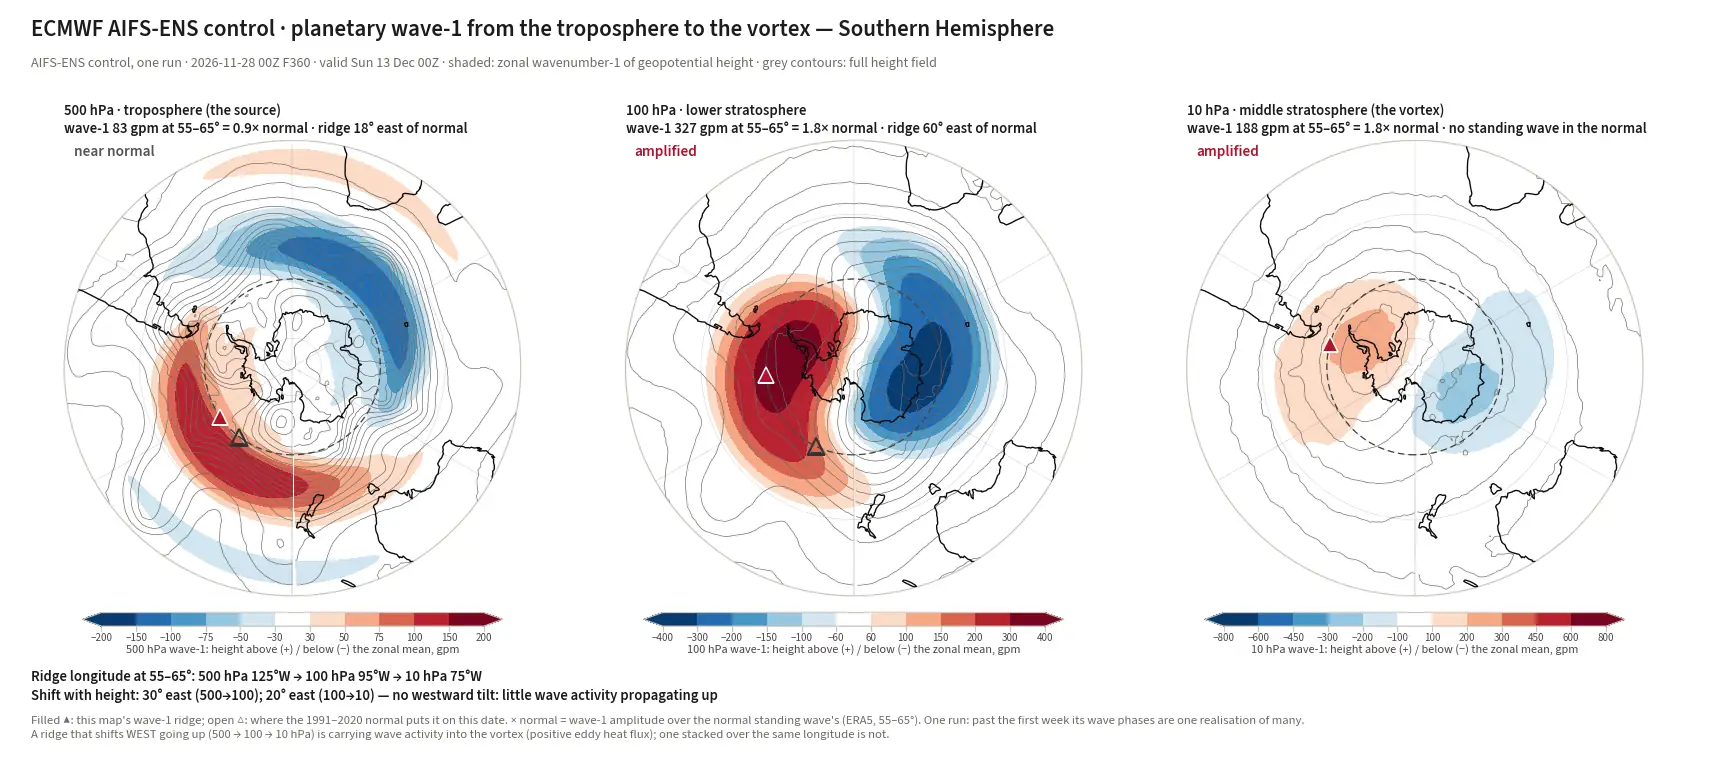 ECMWF AIFS-ENS control · planetary wave-1 from the troposphere to the vortex — Southern Hemisphere
AIFS-ENS control, one run · 2026-11-28 00Z F360 · valid Sun 13 Dec 00Z · shaded: zonal wavenumber-1 of geopotential height · grey contours: full height field
500 hPa · troposphere (the source)
wave-1 83 gpm at 55–65° = 0.9× normal · ridge 18° east of normal
near normal
100 hPa · lower stratosphere
wave-1 327 gpm at 55–65° = 1.8× normal · ridge 60° east of normal
amplified
10 hPa · middle stratosphere (the vortex)
wave-1 188 gpm at 55–65° = 1.8× normal · no standing wave in the normal
amplified
−200 −150 −100 −75 −50 −30 30 50 75 100 150 200
500 hPa wave-1: height above (+) / below (−) the zonal mean, gpm
−400 −300 −200 −150 −100 −60 60 100 150 200 300 400
100 hPa wave-1: height above (+) / below (−) the zonal mean, gpm
−800 −600 −450 −300 −200 −100 100 200 300 450 600 800
10 hPa wave-1: height above (+) / below (−) the zonal mean, gpm
Ridge longitude at 55–65°: 500 hPa 125°W → 100 hPa 95°W → 10 hPa 75°W
Shift with height: 30° east (500→100); 20° east (100→10) — no westward tilt: little wave activity propagating up
Filled ▲: this map's wave-1 ridge; open △: where the 1991–2020 normal puts it on this date. × normal = wave-1 amplitude over the normal standing wave's (ERA5, 55–65°). One run: past the first week its wave phases are one realisation of many.
A ridge that shifts WEST going up (500 → 100 → 10 hPa) is carrying wave activity into the vortex (positive eddy heat flux); one stacked over the same longitude is not.